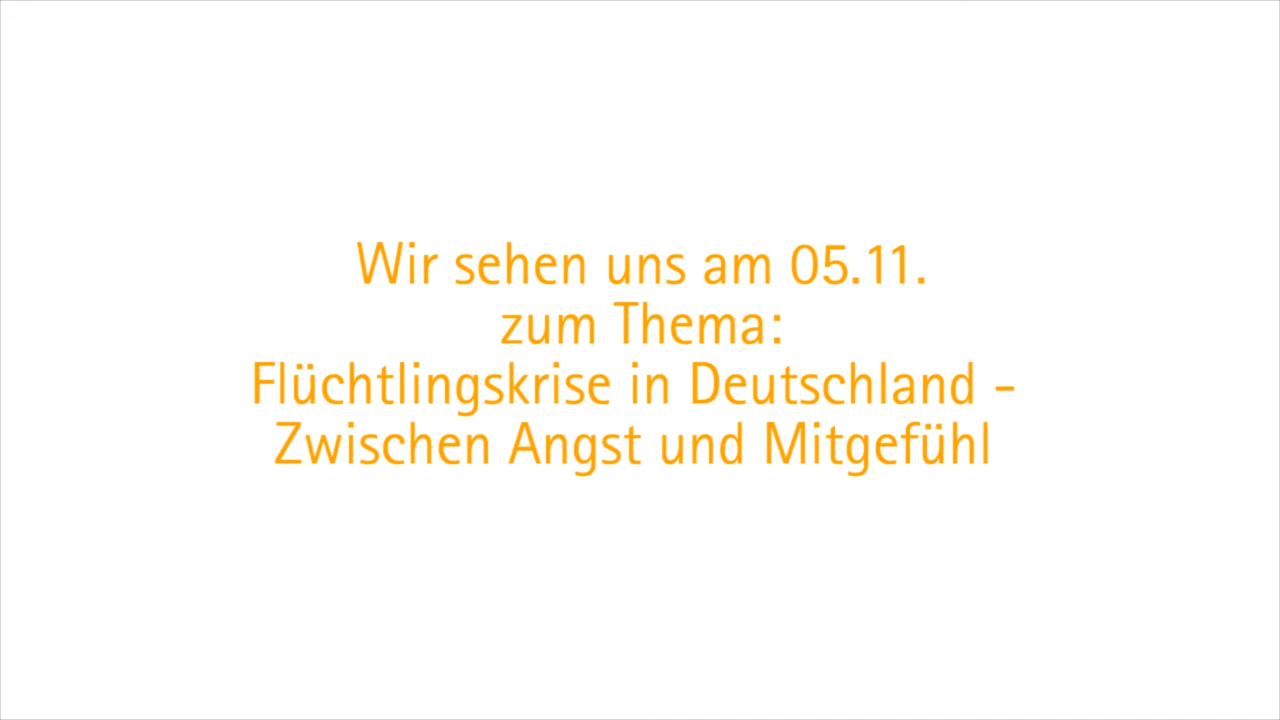 Wir sehen uns am 05.11.
zum Thema:
Flüchtlingskrise in Deutschland -
Zwischen Angst und Mitgefühl